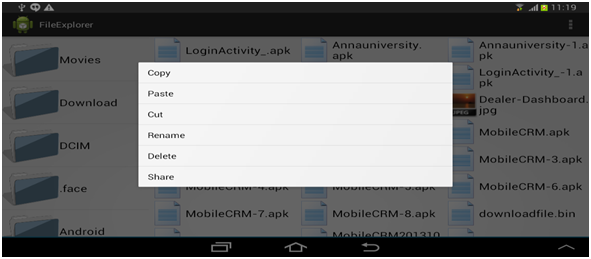 11:19
FileExplorer
Movies
Download
DCIM
.face
Android
LoginActivity_.apk
Annauniversity.
apk
Annauniversity-1.a
pk
LoginActivity_-1.a
pk
JPEG
Dealer-Dashboard.
jpg
MobileCRM.apk
MobileCRM-3.apk
MobileCRM-4.apk
MobileCRM-5.apk
MobileCRM-6.apk
MobileCRM-7.apk
MobileCRM-8.apk
downloadfile.bin
MobileCRM201310
Copy
Paste
Cut
Rename
Delete
Share